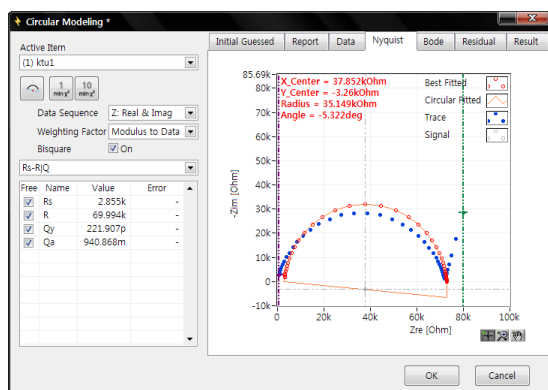 Circular Modeling *
Active Item
(1) ktu1
1
min χ²
10
min χ²
Data Sequence Z: Real & Imag
Weighting Factor Modulus to Data
Bisquare On
Rs-R|Q
Free Name Value Error
Rs 2.855k -
R 69.994k -
Qy 221.907p -
Qa 940.868m -
Initial Guessed Report Data Nyquist Bode Residual Result
X_Center = 37.852kOhm
Y_Center = -3.26kOhm
Radius = 35.149kOhm
Angle = -5.322deg
Best Fitted
Circular Fitted
Trace
Signal
-Zim [Ohm]
85.69k
80k
70k
60k
50k
40k
30k
20k
10k
0
-10k
0 20k 40k 60k 80k 100k
Zre [Ohm]
OK Cancel